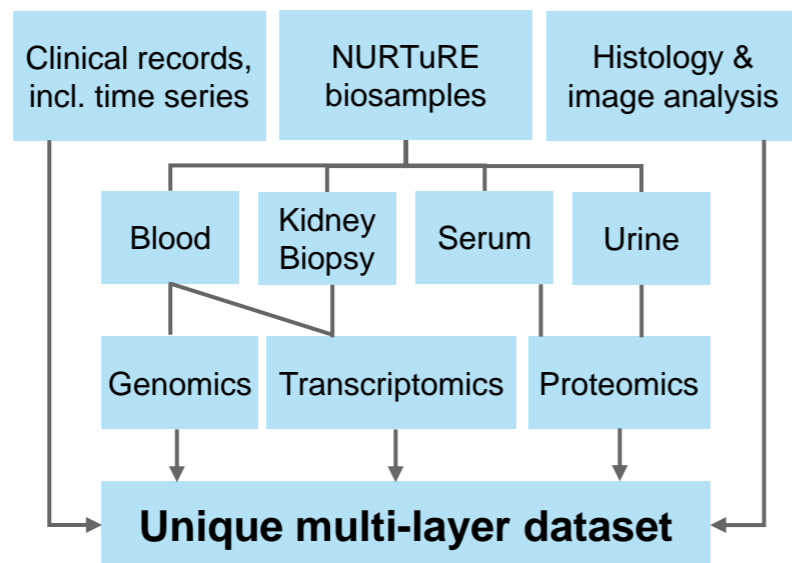 Clinical records,
incl. time series
NURTuRE
biosamples
Histology &
image analysis
Blood
Kidney
Biopsy
Serum
Urine
Genomics
Transcriptomics
Proteomics
Unique multi-layer dataset